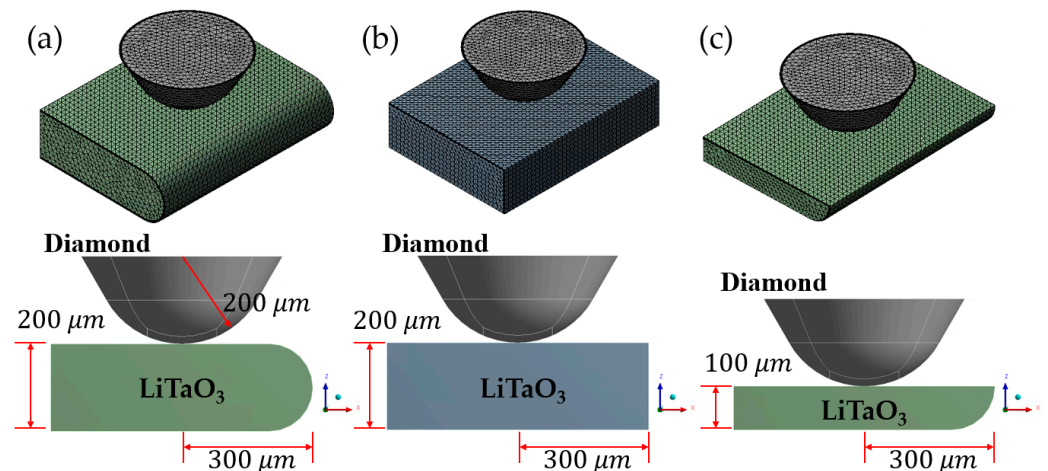 (a)
(b)
(c)
Diamond
200 μm
200 μm
LiTaO₃
300 μm
z
x
Diamond
200 μm
LiTaO₃
300 μm
z
x
Diamond
100 μm
LiTaO₃
300 μm
z
x